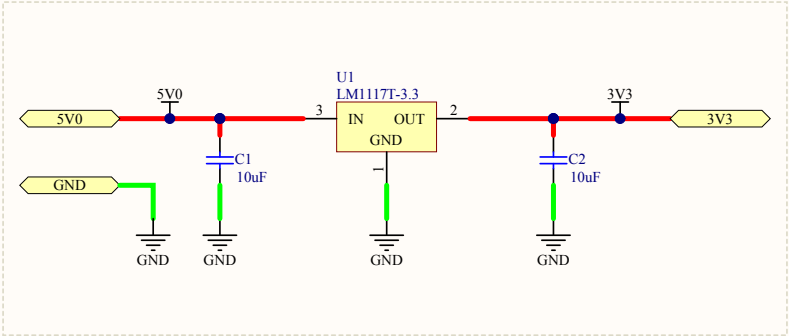 U1
LM1117T-3.3
5V0
3V3
5V0
3
IN
OUT
2
3V3
GND
C1
10uF
1
C2
10uF
GND
GND
GND
GND
GND